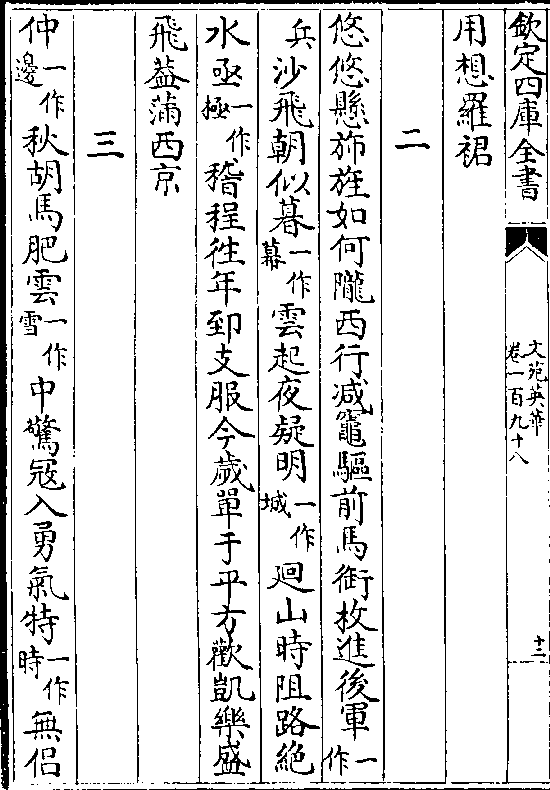 欽定四庫全書
文苑英華
卷一百九十八
十二
用想羅裙
二
悠悠懸斾旌如何隴西行減竈驅前馬銜枚進後軍一作
兵沙飛朝似暮一作幕雲起夜疑明一作城廻山時阻路絶
水亟一作極稽程徃年郅支服今歲單于平方歡凱樂盛
飛葢滿西京
三
仲一作邊秋胡馬肥雲一作雪中驚冦入勇氣特一作時無侣